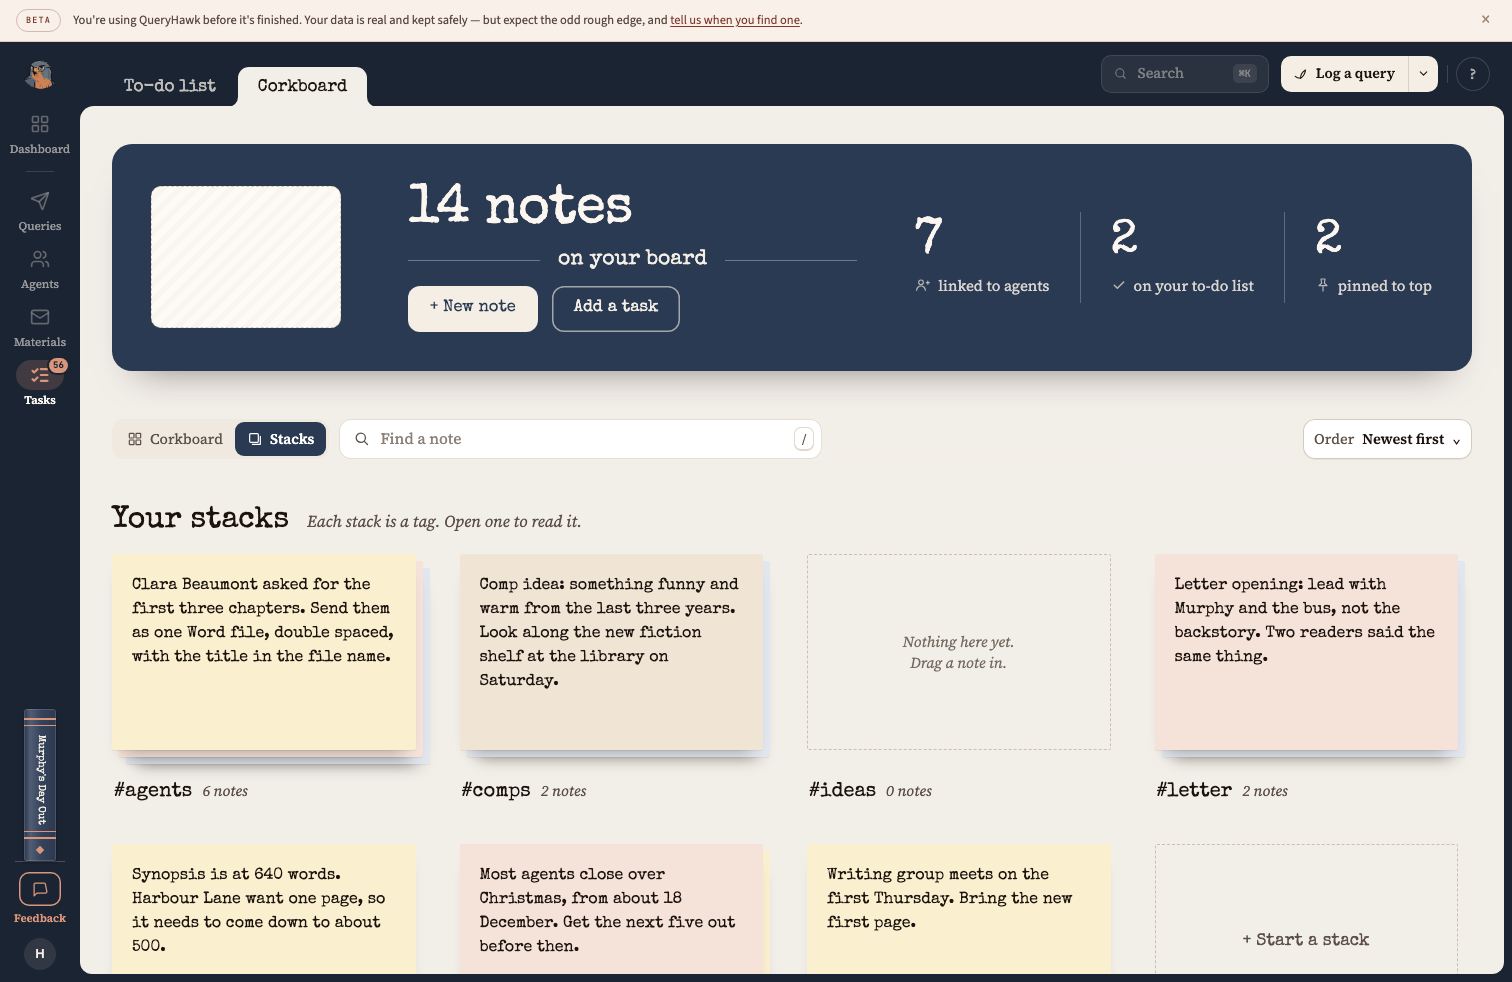 BETA
You're using QueryHawk before it's finished. Your data is real and kept safely — but expect the odd rough edge, and tell us when you find one.
×
To-do list
Corkboard
Search
⌘K
Log a query
?
Dashboard
Queries
Agents
Materials
56
Tasks
Murphy's Day Out
Feedback
H
14 notes
on your board
+ New note
Add a task
7
linked to agents
2
on your to-do list
2
pinned to top
Corkboard
Stacks
Find a note
/
Order Newest first
Your stacks
Each stack is a tag. Open one to read it.
Clara Beaumont asked for the
first three chapters. Send them
as one Word file, double spaced,
with the title in the file name.
#agents 6 notes
Comp idea: something funny and
warm from the last three years.
Look along the new fiction
shelf at the library on
Saturday.
#comps 2 notes
Nothing here yet.
Drag a note in.
#ideas 0 notes
Letter opening: lead with
Murphy and the bus, not the
backstory. Two readers said the
same thing.
#letter 2 notes
Synopsis is at 640 words.
Harbour Lane want one page, so
it needs to come down to about
500.
Most agents close over
Christmas, from about 18
December. Get the next five out
before then.
Writing group meets on the
first Thursday. Bring the new
first page.
+ Start a stack